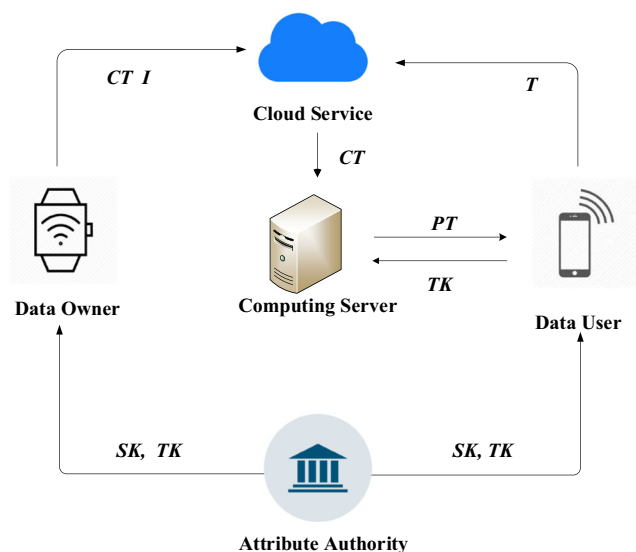 CT I
T
Cloud Service
CT
PT
TK
Data Owner
Computing Server
Data User
SK, TK
SK, TK
Attribute Authority